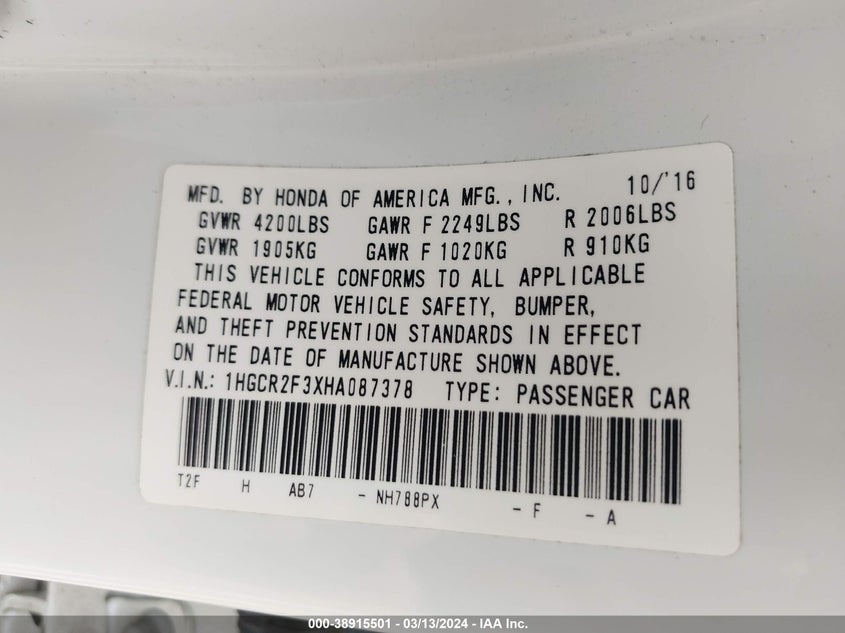 MFD. BY HONDA OF AMERICA MFG., INC. 10/'16
GVWR 4200LBS GAWR F 2249LBS R 2006LBS
GVWR 1905KG GAWR F 1020KG R 910KG
THIS VEHICLE CONFORMS TO ALL APPLICABLE
FEDERAL MOTOR VEHICLE SAFETY, BUMPER,
AND THEFT PREVENTION STANDARDS IN EFFECT
ON THE DATE OF MANUFACTURE SHOWN ABOVE.
V.I.N.: 1HGCR2F3XHA087378 TYPE: PASSENGER CAR
T2F H AB7 - NH788PX - F - A
000-38915501 - 03/13/2024 - IAA Inc.